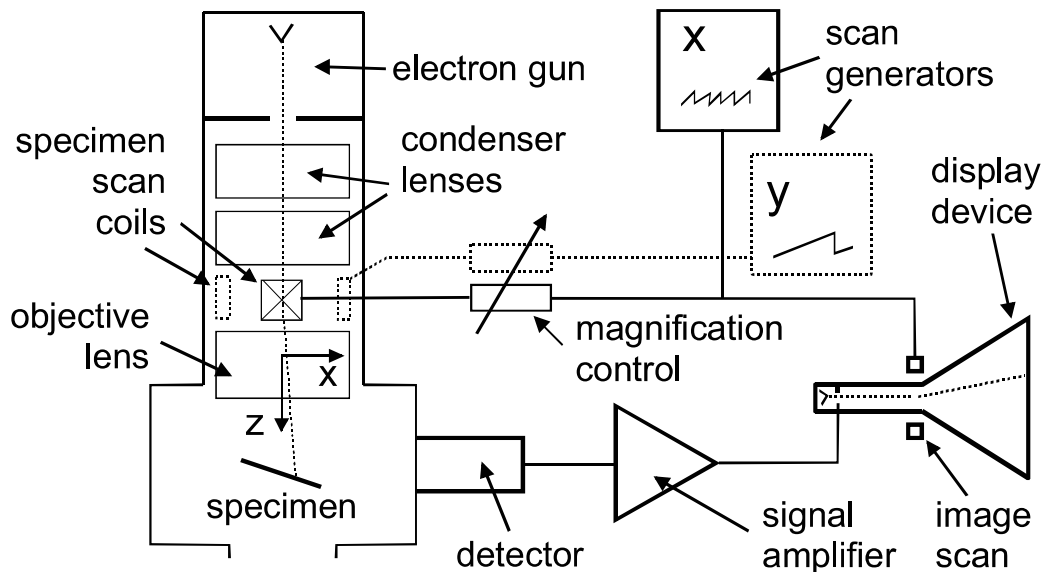 electron gun
specimen
scan
coils
condenser
lenses
objective
lens
x
z
specimen
detector
signal
amplifier
magnification
control
x
scan
generators
y
display
device
image
scan